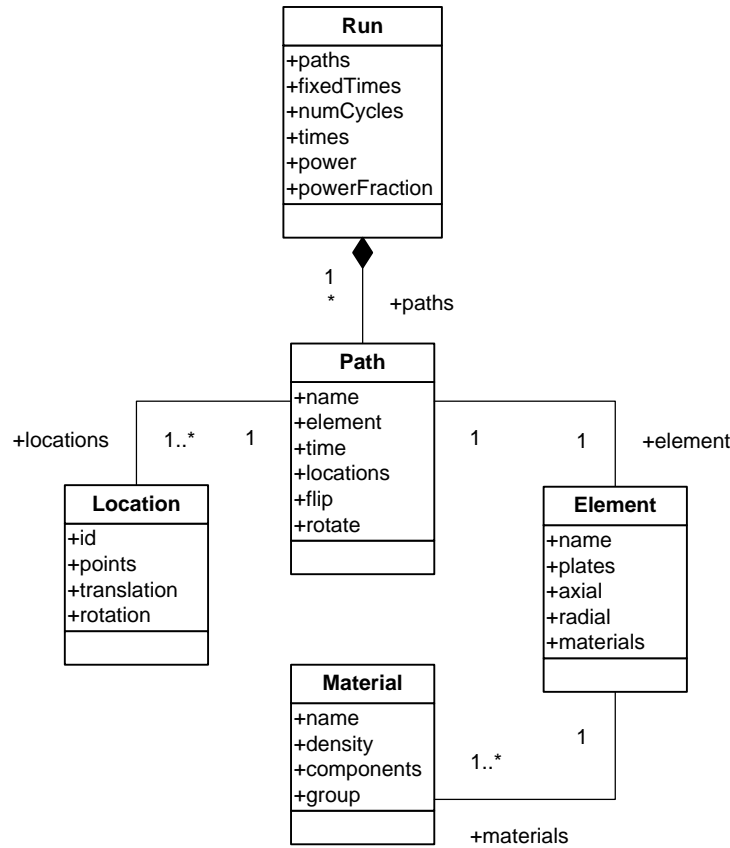 Run
+paths
+fixedTimes
+numCycles
+times
+power
+powerFraction
1
*
+paths
Path
+name
+element
+time
+locations
+flip
+rotate
+locations
1..*
1
1
1
+element
Location
+id
+points
+translation
+rotation
Element
+name
+plates
+axial
+radial
+materials
Material
+name
+density
+components
+group
1..*
1
+materials